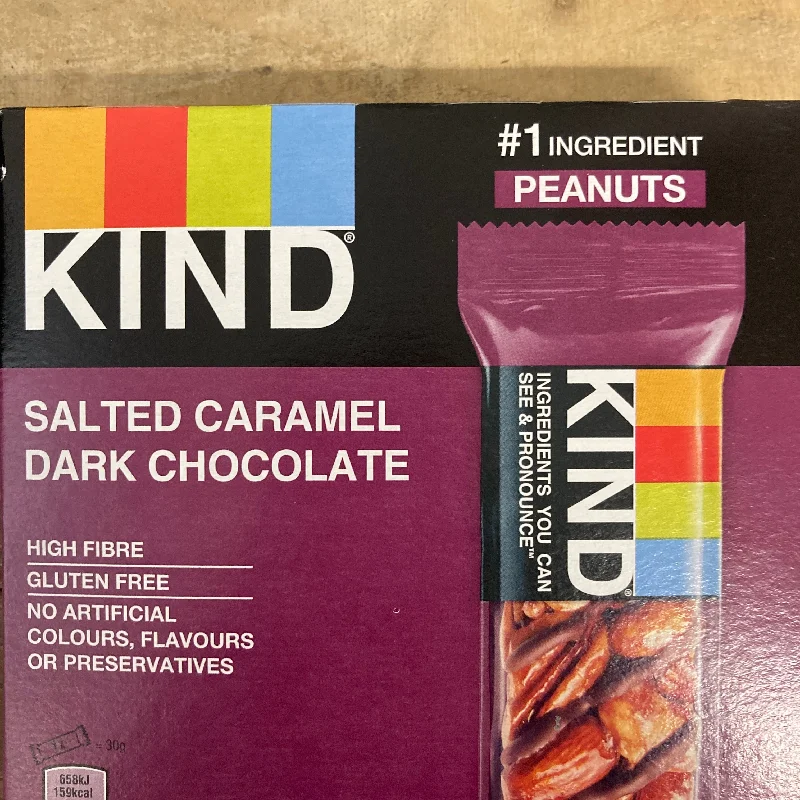 KIND®
#1 INGREDIENT
PEANUTS
SALTED CARAMEL
DARK CHOCOLATE
HIGH FIBRE
GLUTEN FREE
NO ARTIFICIAL
COLOURS, FLAVOURS
OR PRESERVATIVES
KIND®
INGREDIENTS YOU CAN
SEE & PRONOUNCE™
= 30g
658kJ
159kcal